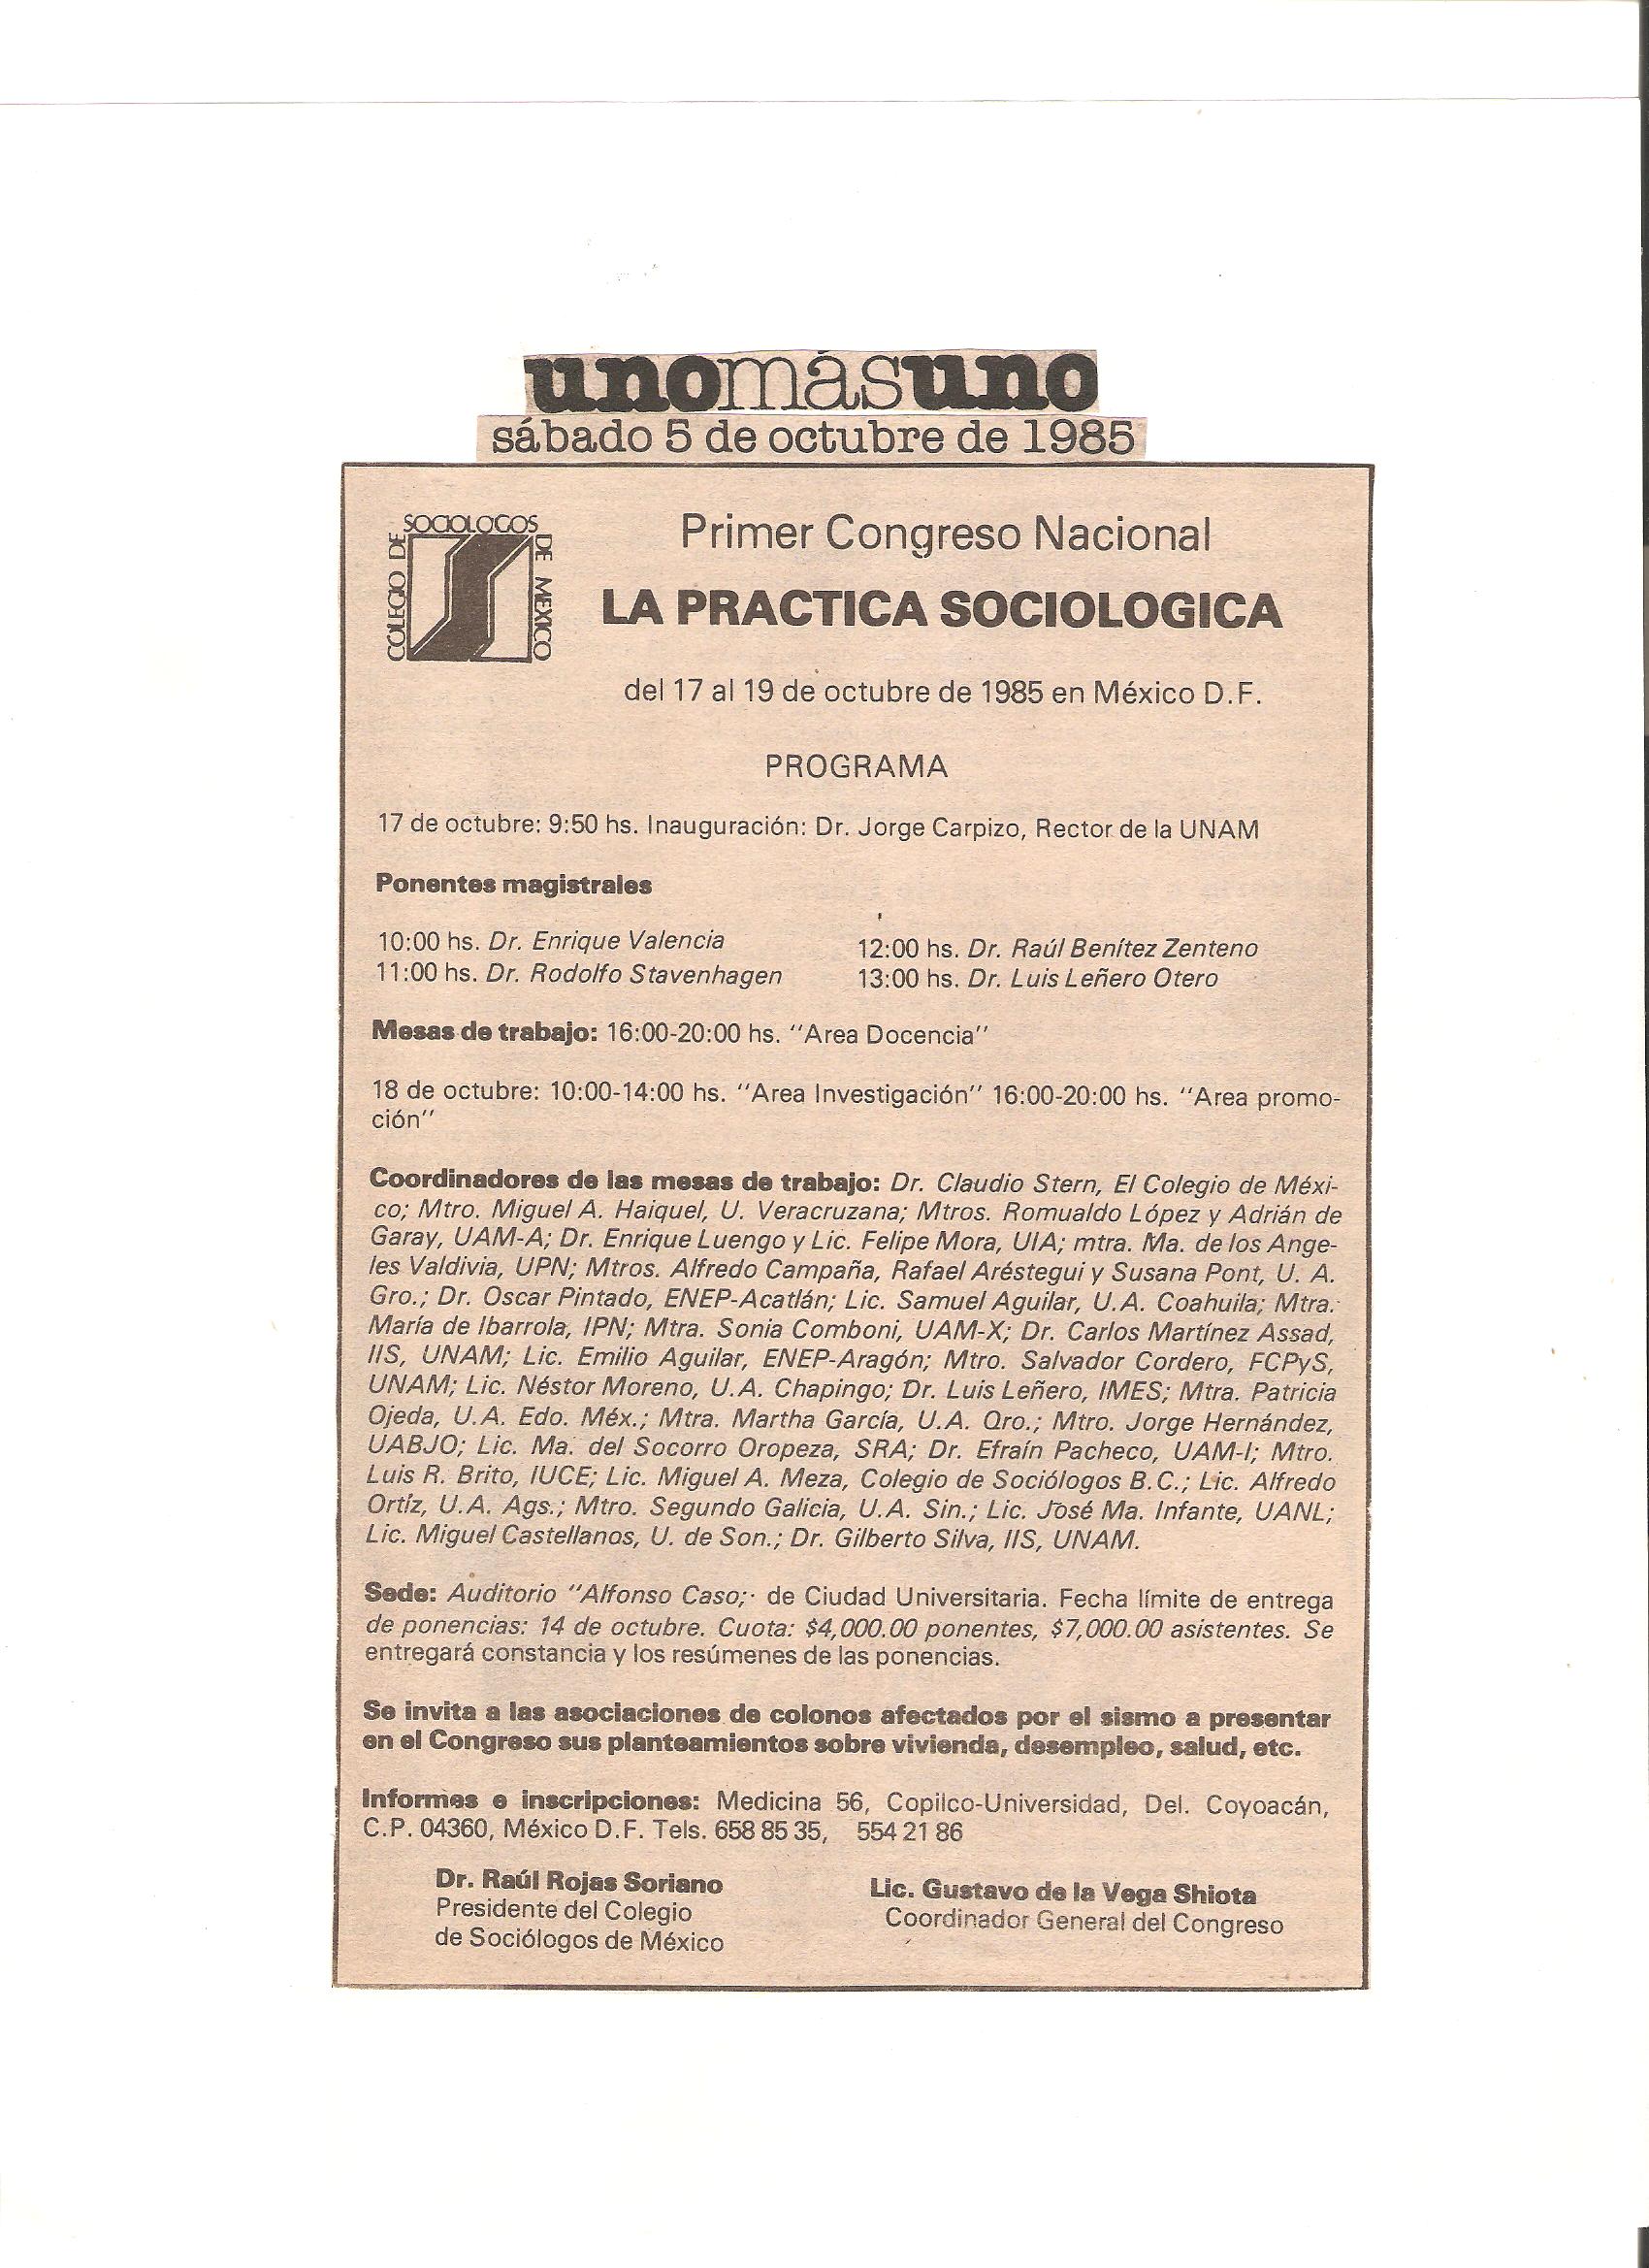 unomásuno
sábado 5 de octubre de 1985
COLEGIO DE SOCIOLOGOS DE MEXICO
Primer Congreso Nacional
LA PRACTICA SOCIOLOGICA
del 17 al 19 de octubre de 1985 en México D.F.
PROGRAMA
17 de octubre: 9:50 hs. Inauguración: Dr. Jorge Carpizo, Rector de la UNAM
Ponentes magistrales
10:00 hs. Dr. Enrique Valencia
11:00 hs. Dr. Rodolfo Stavenhagen
12:00 hs. Dr. Raúl Benítez Zenteno
13:00 hs. Dr. Luis Leñero Otero
Mesas de trabajo: 16:00-20:00 hs. "Area Docencia"
18 de octubre: 10:00-14:00 hs. "Area Investigación" 16:00-20:00 hs. "Area promo-
ción"
Coordinadores de las mesas de trabajo: Dr. Claudio Stern, El Colegio de Méxi-
co; Mtro. Miguel A. Haiquel, U. Veracruzana; Mtros. Romualdo López y Adrián de
Garay, UAM-A; Dr. Enrique Luengo y Lic. Felipe Mora, UIA; mtra. Ma. de los Ange-
les Valdivia, UPN; Mtros. Alfredo Campaña, Rafael Aréstegui y Susana Pont, U. A.
Gro.; Dr. Oscar Pintado, ENEP-Acatlán; Lic. Samuel Aguilar, U.A. Coahuila; Mtra.
María de Ibarrola, IPN; Mtra. Sonia Comboni, UAM-X; Dr. Carlos Martínez Assad,
IIS, UNAM; Lic. Emilio Aguilar, ENEP-Aragón; Mtro. Salvador Cordero, FCPyS,
UNAM; Lic. Néstor Moreno, U.A. Chapingo; Dr. Luis Leñero, IMES; Mtra. Patricia
Ojeda, U.A. Edo. Méx.; Mtra. Martha García, U.A. Qro.; Mtro. Jorge Hernández,
UABJO; Lic. Ma. del Socorro Oropeza, SRA; Dr. Efraín Pacheco, UAM-I; Mtro.
Luis R. Brito, IUCE; Lic. Miguel A. Meza, Colegio de Sociólogos B.C.; Lic. Alfredo
Ortíz, U.A. Ags.; Mtro. Segundo Galicia, U.A. Sin.; Lic. José Ma. Infante, UANL;
Lic. Miguel Castellanos, U. de Son.; Dr. Gilberto Silva, IIS, UNAM.
Sede: Auditorio "Alfonso Caso; de Ciudad Universitaria. Fecha límite de entrega
de ponencias: 14 de octubre. Cuota: $4,000.00 ponentes, $7,000.00 asistentes. Se
entregará constancia y los resúmenes de las ponencias.
Se invita a las asociaciones de colonos afectados por el sismo a presentar
en el Congreso sus planteamientos sobre vivienda, desempleo, salud, etc.
Informes e inscripciones: Medicina 56, Copilco-Universidad, Del. Coyoacán,
C.P. 04360, México D.F. Tels. 658 85 35, 554 21 86
Dr. Raúl Rojas Soriano
Presidente del Colegio
de Sociólogos de México
Lic. Gustavo de la Vega Shiota
Coordinador General del Congreso